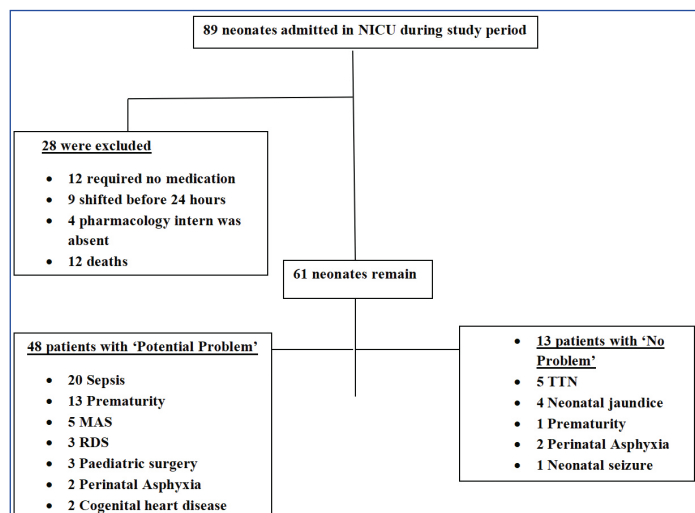 89 neonates admitted in NICU during study period
28 were excluded
• 12 required no medication
• 9 shifted before 24 hours
• 4 pharmacology intern was
absent
• 12 deaths
61 neonates remain
48 patients with ‘Potential Problem’
• 20 Sepsis
• 13 Prematurity
• 5 MAS
• 3 RDS
• 3 Paediatric surgery
• 2 Perinatal Asphyxia
• 2 Cogenital heart disease
• 13 patients with ‘No
Problem’
• 5 TTN
• 4 Neonatal jaundice
• 1 Prematurity
• 2 Perinatal Asphyxia
• 1 Neonatal seizure